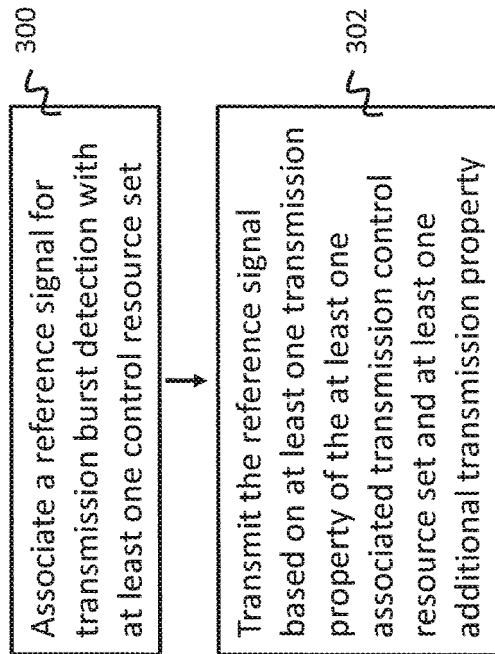 300
Associate a reference signal for
transmission burst detection with
at least one control resource set
302
Transmit the reference signal
based on at least one transmission
property of the at least one
associated transmission control
resource set and at least one
additional transmission property